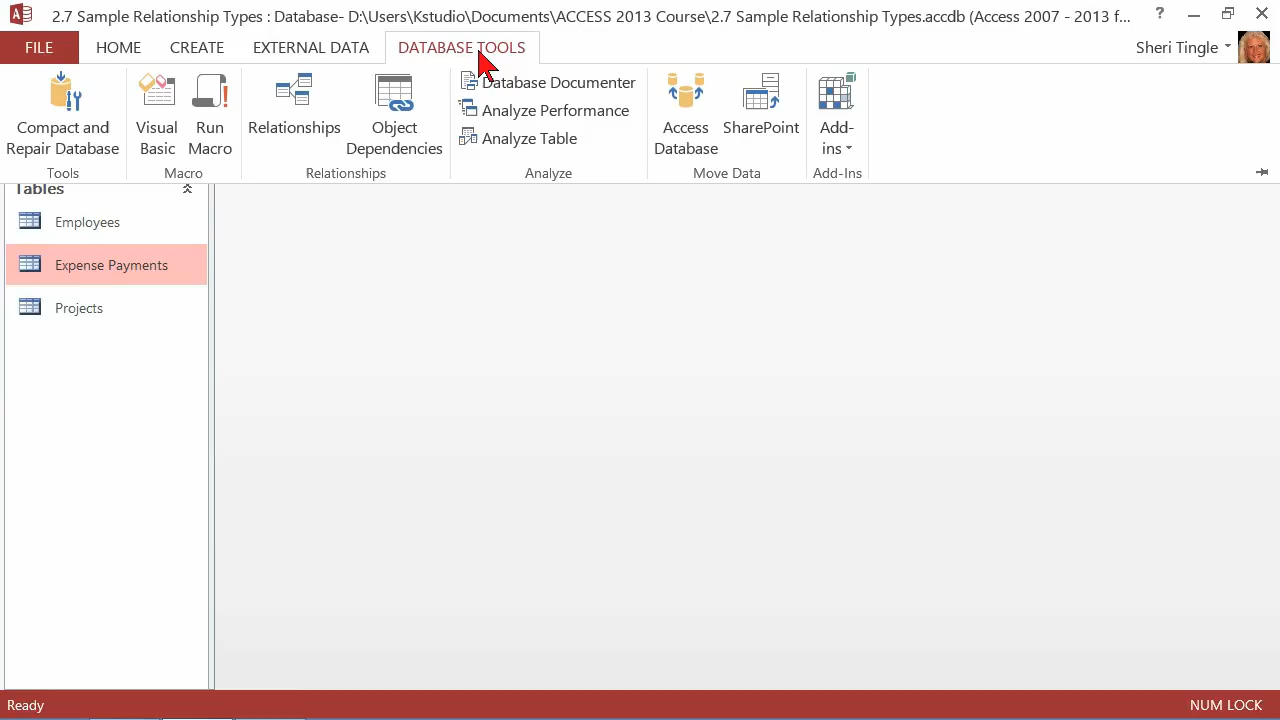 2.7 Sample Relationship Types : Database- D:\Users\Kstudio\Documents\ACCESS 2013 Course\2.7 Sample Relationship Types.accdb (Access 2007 - 2013 f... ?
FILE HOME CREATE EXTERNAL DATA DATABASE TOOLS Sheri Tingle
Compact and Repair Database
Visual Basic
Run Macro
Relationships
Object Dependencies
Database Documenter
Analyze Performance
Analyze Table
Access Database
SharePoint
Add-ins
Tools Macro Relationships Analyze Move Data Add-Ins
Tables
Employees
Expense Payments
Projects
Ready NUM LOCK